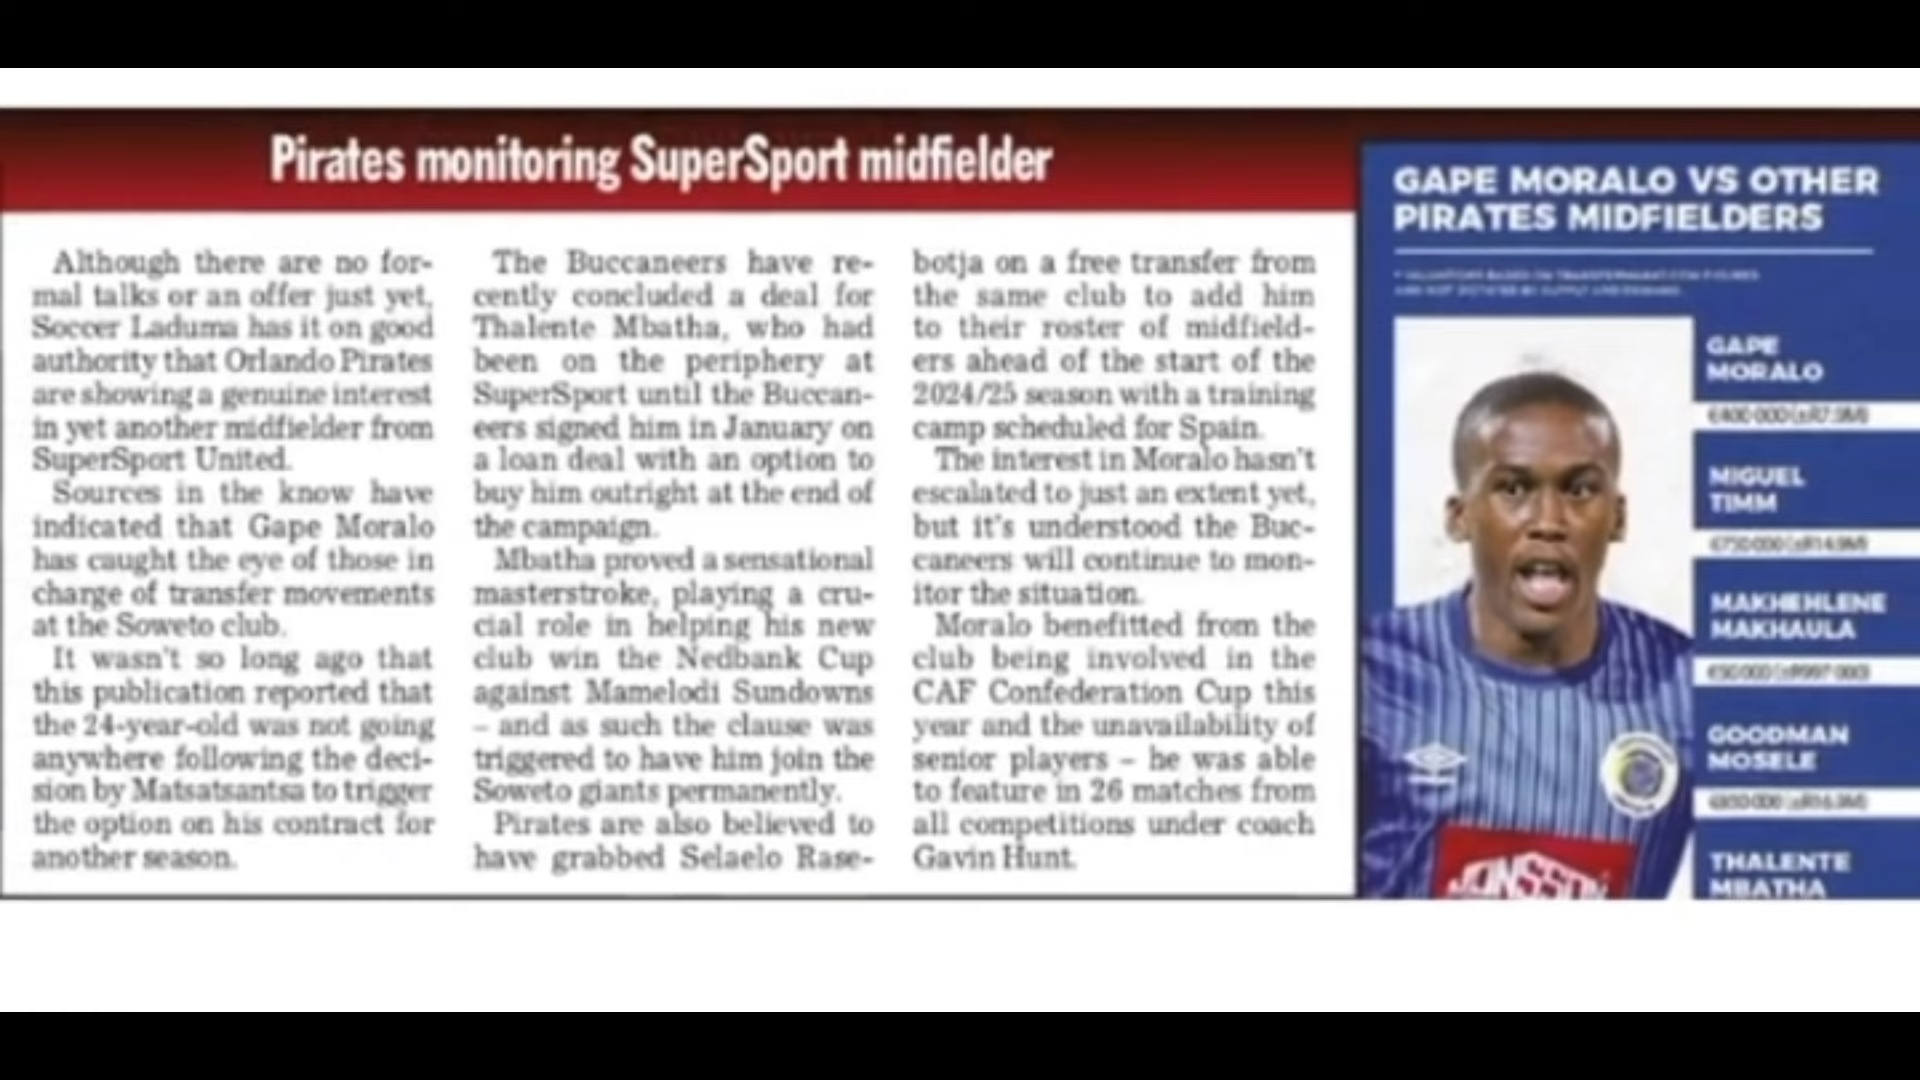 Pirates monitoring SuperSport midfielder
Although there are no for-
mal talks or an offer just yet,
Soccer Laduma has it on good
authority that Orlando Pirates
are showing a genuine interest
in yet another midfielder from
SuperSport United.
Sources in the know have
indicated that Gape Moralo
has caught the eye of those in
charge of transfer movements
at the Soweto club.
It wasn't so long ago that
this publication reported that
the 24-year-old was not going
anywhere following the deci-
sion by Matsatsantsa to trigger
the option on his contract for
another season.
The Buccaneers have re-
cently concluded a deal for
Thalente Mbatha, who had
been on the periphery at
SuperSport until the Buccan-
eers signed him in January on
a loan deal with an option to
buy him outright at the end of
the campaign.
Mbatha proved a sensational
masterstroke, playing a cru-
cial role in helping his new
club win the Nedbank Cup
against Mamelodi Sundowns
– and as such the clause was
triggered to have him join the
Soweto giants permanently.
Pirates are also believed to
have grabbed Selaelo Rase-
botja on a free transfer from
the same club to add him
to their roster of midfield-
ers ahead of the start of the
2024/25 season with a training
camp scheduled for Spain.
The interest in Moralo hasn't
escalated to just an extent yet,
but it's understood the Buc-
caneers will continue to mon-
itor the situation.
Moralo benefitted from the
club being involved in the
CAF Confederation Cup this
year and the unavailability of
senior players – he was able
to feature in 26 matches from
all competitions under coach
Gavin Hunt.
GAPE MORALO VS OTHER
PIRATES MIDFIELDERS
GAPE
MORALO
€400 000 (±R7.9M)
MIGUEL
TIMM
€750 000 (±R14.9M)
MAKHEHLENE
MAKHAULA
€50 000 (±R997 000)
GOODMAN
MOSELE
THALENTE
MBATHA
JONSSON